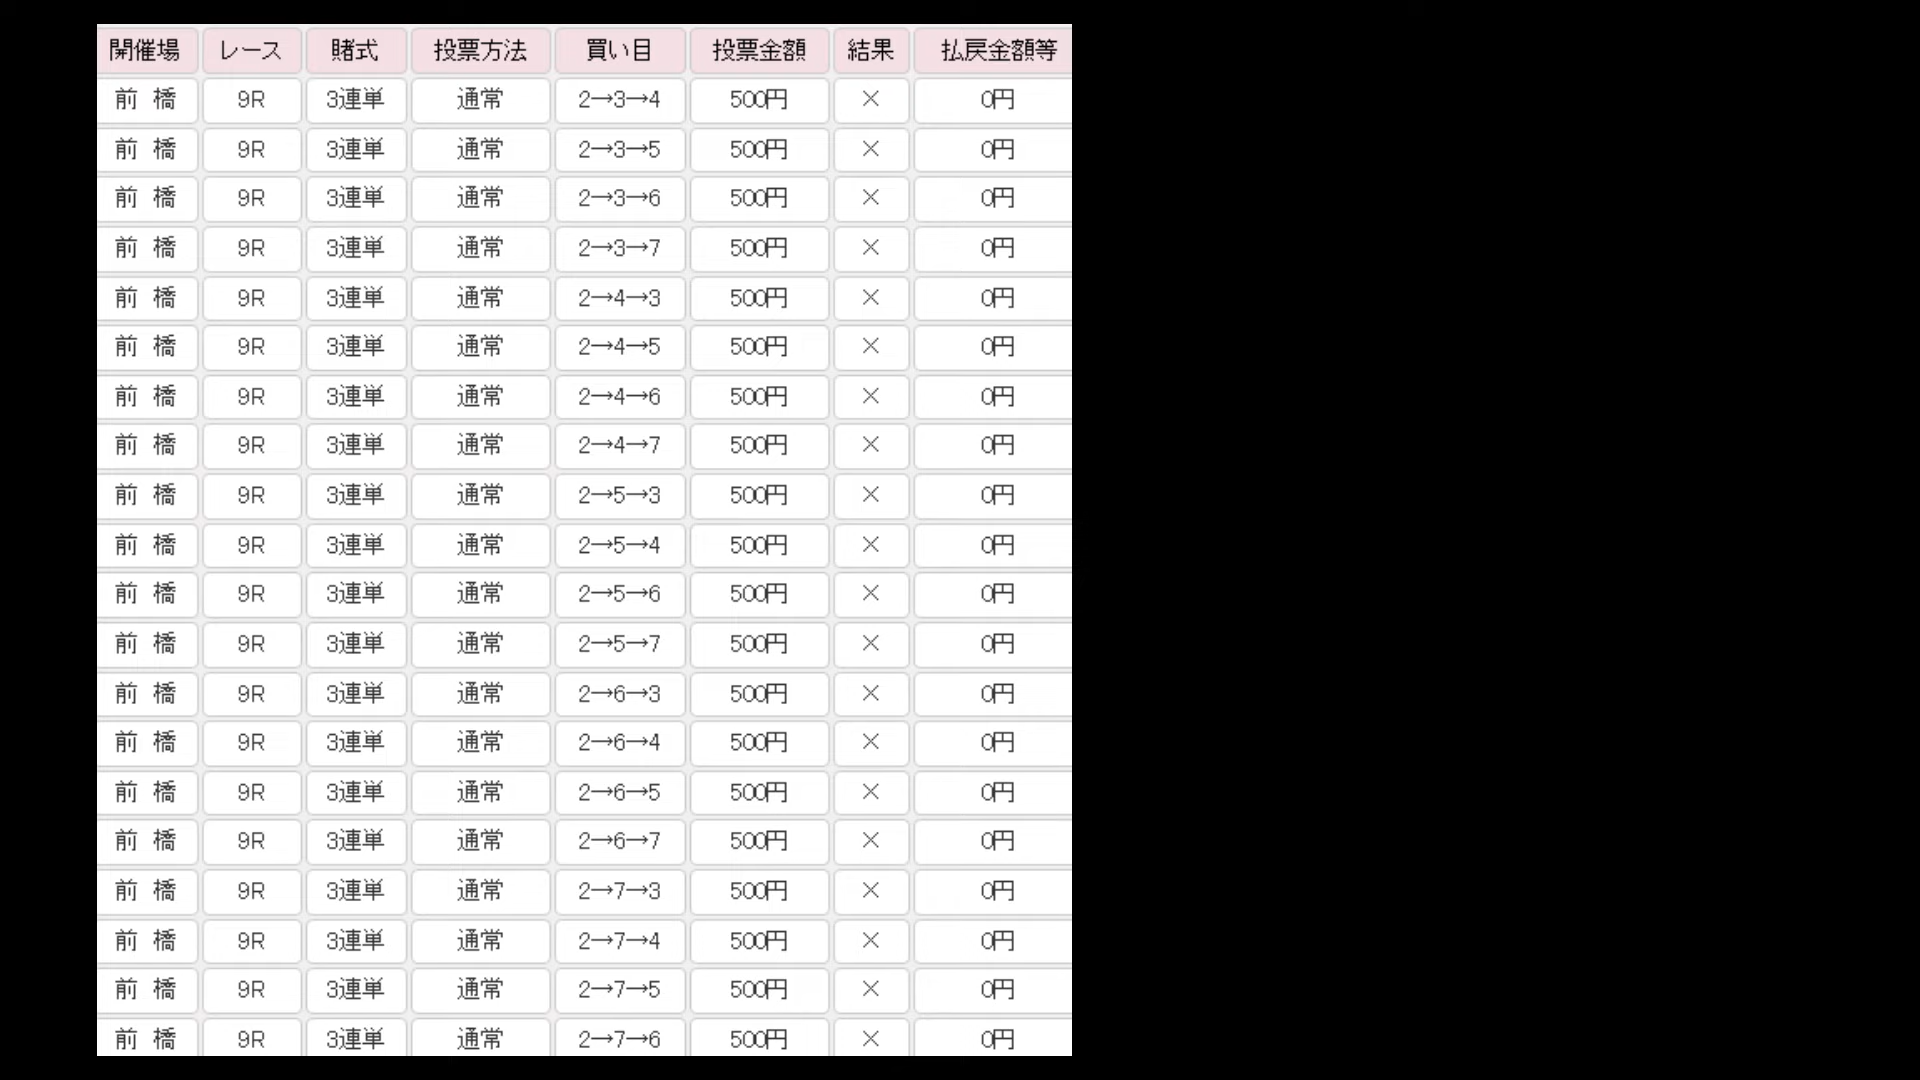 開催場 レース 賭式 投票方法 買い目 投票金額 結果 払戻金額等
前 橋 9R 3連単 通常 2→3→4 500円 × 0円
前 橋 9R 3連単 通常 2→3→5 500円 × 0円
前 橋 9R 3連単 通常 2→3→6 500円 × 0円
前 橋 9R 3連単 通常 2→3→7 500円 × 0円
前 橋 9R 3連単 通常 2→4→3 500円 × 0円
前 橋 9R 3連単 通常 2→4→5 500円 × 0円
前 橋 9R 3連単 通常 2→4→6 500円 × 0円
前 橋 9R 3連単 通常 2→4→7 500円 × 0円
前 橋 9R 3連単 通常 2→5→3 500円 × 0円
前 橋 9R 3連単 通常 2→5→4 500円 × 0円
前 橋 9R 3連単 通常 2→5→6 500円 × 0円
前 橋 9R 3連単 通常 2→5→7 500円 × 0円
前 橋 9R 3連単 通常 2→6→3 500円 × 0円
前 橋 9R 3連単 通常 2→6→4 500円 × 0円
前 橋 9R 3連単 通常 2→6→5 500円 × 0円
前 橋 9R 3連単 通常 2→6→7 500円 × 0円
前 橋 9R 3連単 通常 2→7→3 500円 × 0円
前 橋 9R 3連単 通常 2→7→4 500円 × 0円
前 橋 9R 3連単 通常 2→7→5 500円 × 0円
前 橋 9R 3連単 通常 2→7→6 500円 × 0円